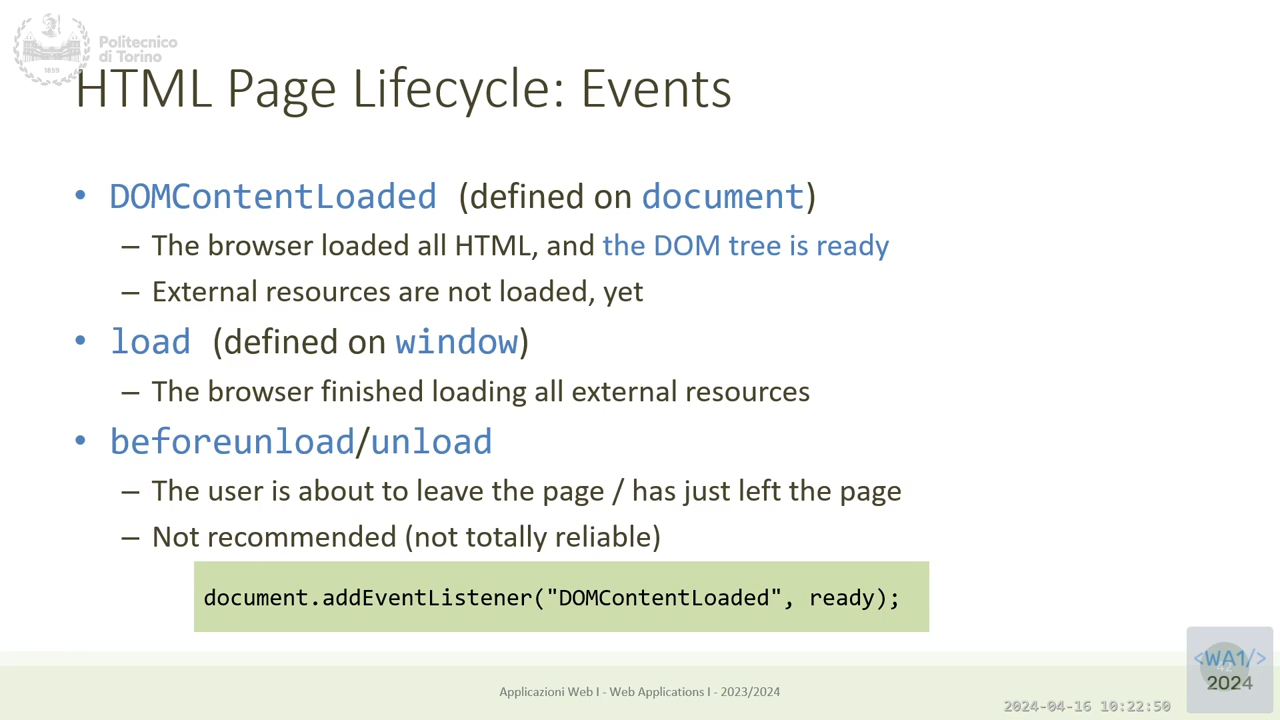 Politecnico
di Torino
1859
HTML Page Lifecycle: Events
• DOMContentLoaded (defined on document)
– The browser loaded all HTML, and the DOM tree is ready
– External resources are not loaded, yet
• load (defined on window)
– The browser finished loading all external resources
• beforeunload/unload
– The user is about to leave the page / has just left the page
– Not recommended (not totally reliable)
document.addEventListener("DOMContentLoaded", ready);
Applicazioni Web I - Web Applications I - 2023/2024
<WA1/>
2024
2024-04-16 10:22:50